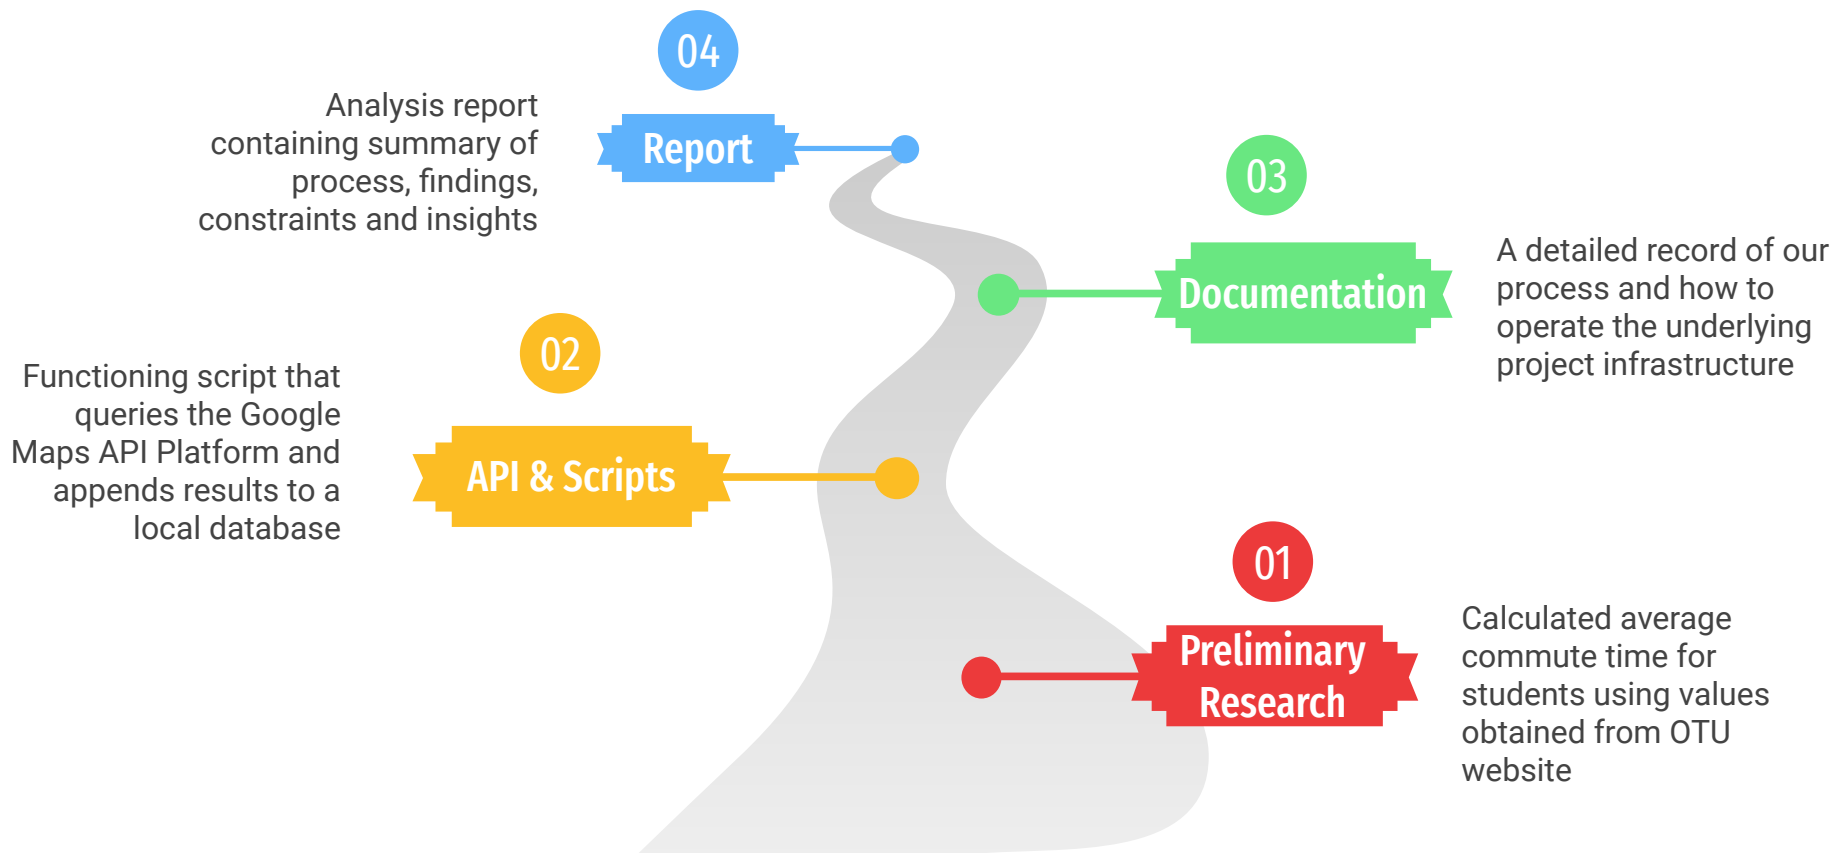 04
Report
Analysis report
containing summary of
process, findings,
constraints and insights
03
Documentation
A detailed record of our
process and how to
operate the underlying
project infrastructure
02
API & Scripts
Functioning script that
queries the Google
Maps API Platform and
appends results to a
local database
01
Preliminary
Research
Calculated average
commute time for
students using values
obtained from OTU
website